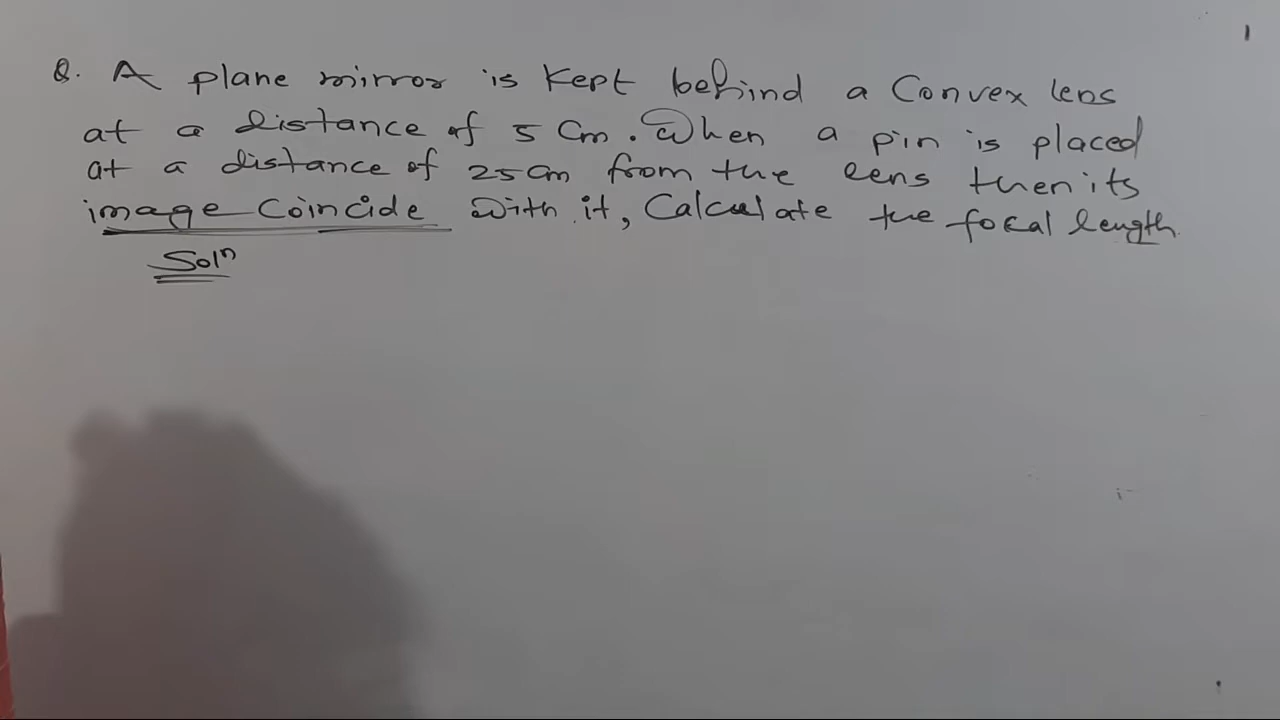 1
Q. A plane mirror is kept behind a Convex lens
at a distance of 5 Cm. When a pin is placed
at a distance of 25 Cm from the lens then its
image Coincide with it, Calculate the focal length.
Solⁿ